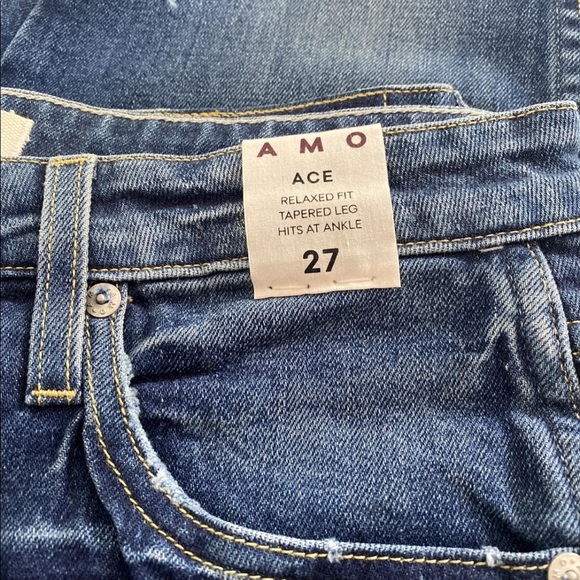 AMO
ACE
RELAXED FIT
TAPERED LEG
HITS AT ANKLE
27